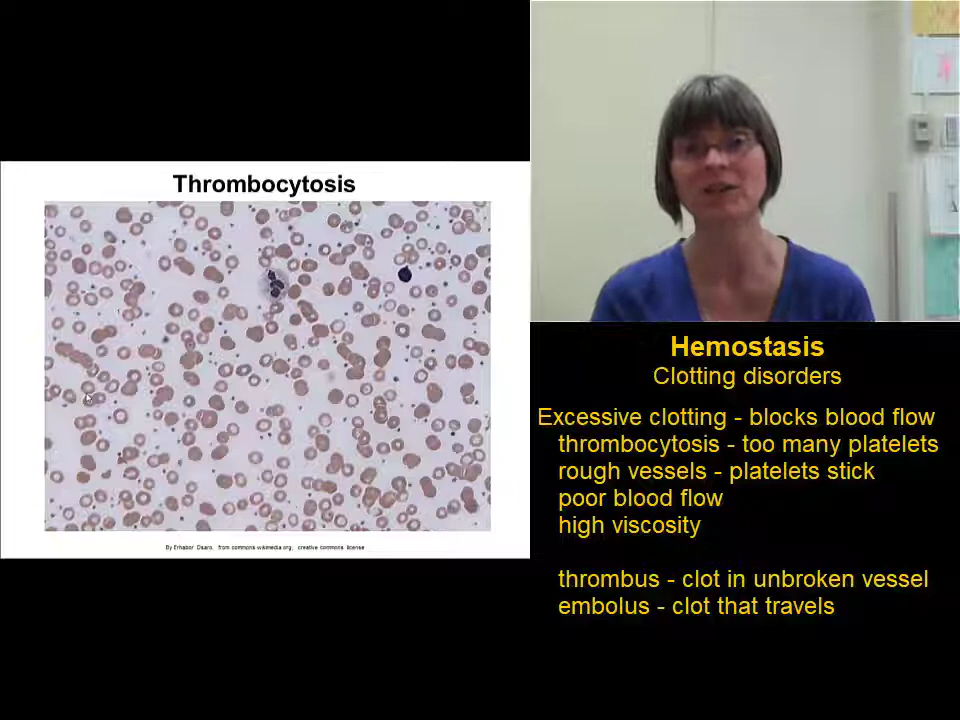 Thrombocytosis
By Erhabor Osaro, from commons.wikimedia.org, creative commons license
Hemostasis
Clotting disorders
Excessive clotting - blocks blood flow
thrombocytosis - too many platelets
rough vessels - platelets stick
poor blood flow
high viscosity
thrombus - clot in unbroken vessel
embolus - clot that travels